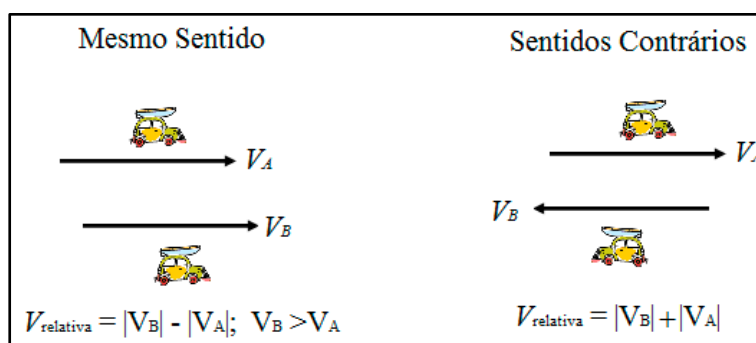 Mesmo Sentido
V_A
V_B
V_relativa = |V_B| - |V_A|; V_B >V_A
Sentidos Contrários
V_B
V_relativa = |V_B| + |V_A|